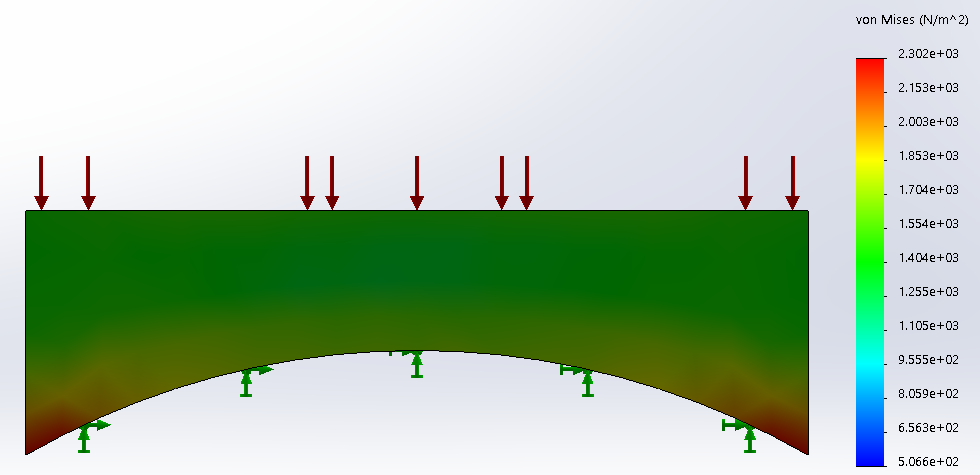 von Mises (N/m^2)
2.302e+03
2.153e+03
2.003e+03
1.853e+03
1.704e+03
1.554e+03
1.404e+03
1.255e+03
1.105e+03
9.555e+02
8.059e+02
6.563e+02
5.066e+02